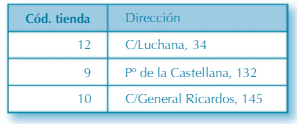 Cód. tienda Dirección
12 C/Luchana, 34
9 Pº de la Castellana, 132
10 C/General Ricardos, 145